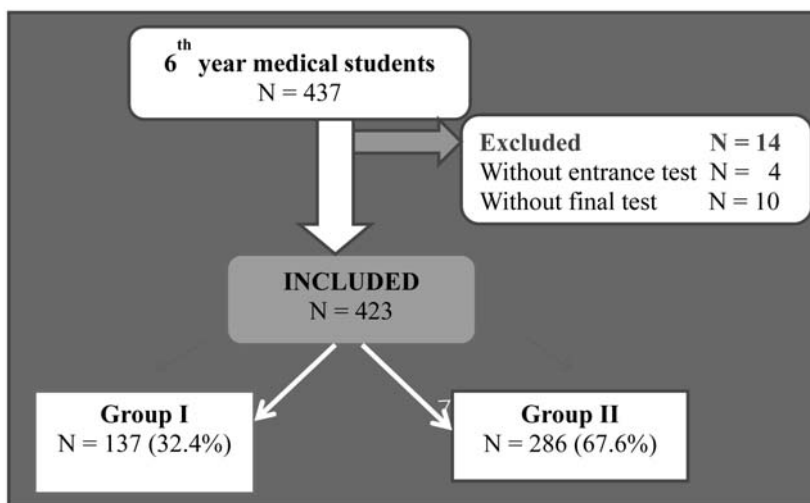 6th year medical students
N = 437
Excluded N = 14
Without entrance test N = 4
Without final test N = 10
INCLUDED
N = 423
Group I
N = 137 (32.4%)
7
Group II
N = 286 (67.6%)